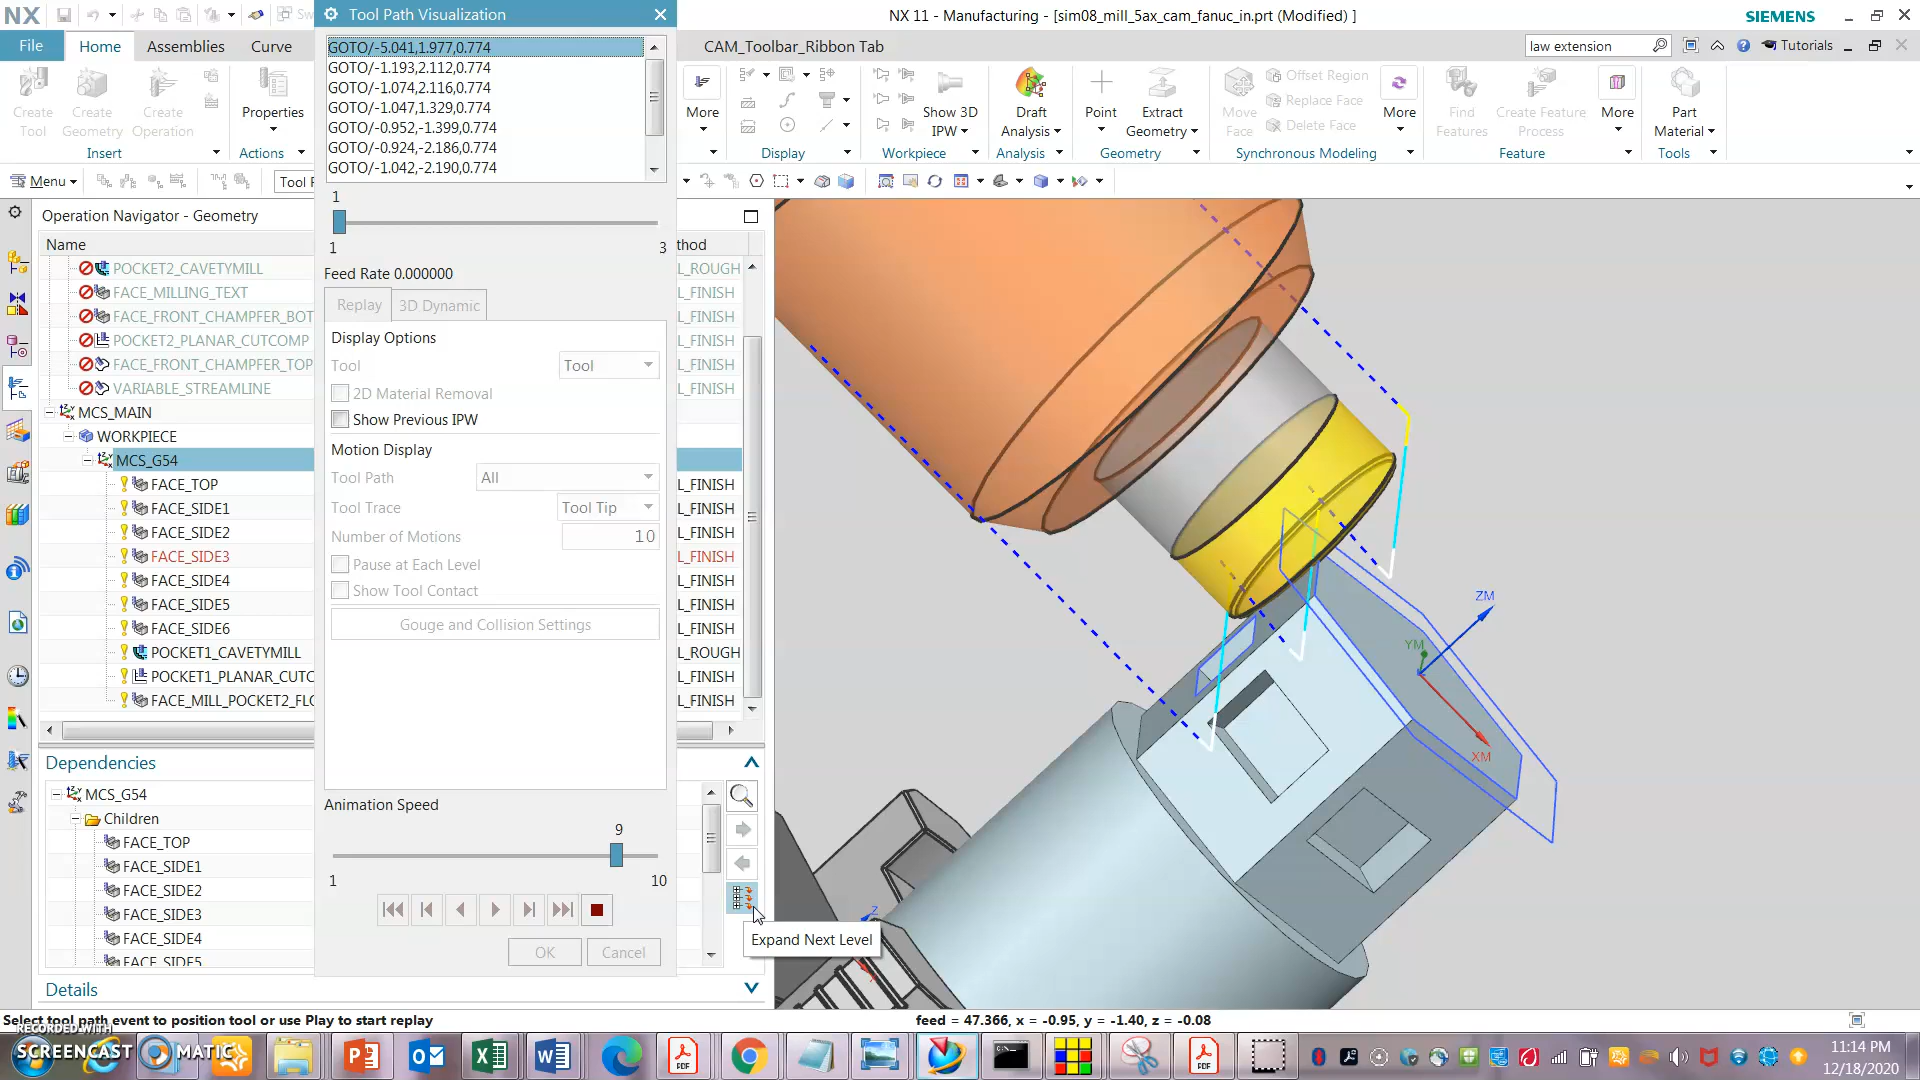 NX
NX 11 - Manufacturing - [sim08_mill_5ax_cam_fanuc_in.prt (Modified) ]
SIEMENS
Tool Path Visualization
File
Home
Assemblies
Curve
CAM_Toolbar_Ribbon Tab
law extension
Tutorials
Create Tool
Create Geometry
Create Operation
Properties
Insert
Actions
More
Show 3D IPW
Draft Analysis
Point
Extract Geometry
Move Face
Offset Region
Replace Face
Delete Face
More
Find Features
Create Feature Process
More
Part Material
Display
Workpiece
Analysis
Geometry
Synchronous Modeling
Feature
Tools
Menu
GOTO/-5.041,1.977,0.774
GOTO/-1.193,2.112,0.774
GOTO/-1.074,2.116,0.774
GOTO/-1.047,1.329,0.774
GOTO/-0.952,-1.399,0.774
GOTO/-0.924,-2.186,0.774
GOTO/-1.042,-2.190,0.774
1
1
3
Feed Rate 0.000000
Replay
3D Dynamic
Display Options
Tool
Tool
2D Material Removal
Show Previous IPW
Motion Display
Tool Path
All
Tool Trace
Tool Tip
Number of Motions
10
Pause at Each Level
Show Tool Contact
Gouge and Collision Settings
Animation Speed
9
1
10
OK
Cancel
Operation Navigator - Geometry
Name
thod
POCKET2_CAVETYMILL
L_ROUGH
FACE_MILLING_TEXT
L_FINISH
FACE_FRONT_CHAMPFER_BOT
L_FINISH
POCKET2_PLANAR_CUTCOMP
L_FINISH
FACE_FRONT_CHAMPFER_TOP
L_FINISH
VARIABLE_STREAMLINE
L_FINISH
MCS_MAIN
WORKPIECE
MCS_G54
FACE_TOP
L_FINISH
FACE_SIDE1
L_FINISH
FACE_SIDE2
L_FINISH
FACE_SIDE3
L_FINISH
FACE_SIDE4
L_FINISH
FACE_SIDE5
L_FINISH
FACE_SIDE6
L_FINISH
POCKET1_CAVETYMILL
L_ROUGH
POCKET1_PLANAR_CUTC
L_FINISH
FACE_MILL_POCKET2_FLC
L_FINISH
Dependencies
MCS_G54
Children
FACE_TOP
FACE_SIDE1
FACE_SIDE2
FACE_SIDE3
FACE_SIDE4
FACE_SIDE5
Details
Expand Next Level
ZM
YM
XM
Z
Select tool path event to position tool or use Play to start replay
feed = 47.366, x = -0.95, y = -1.40, z = -0.08
RECORDED WITH
SCREENCAST
MATIC
11:14 PM
12/18/2020